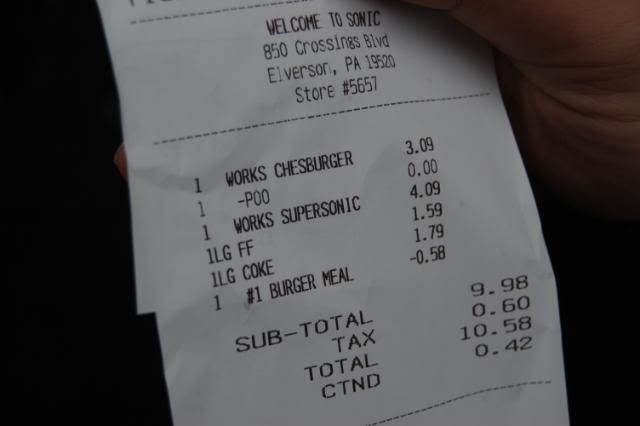 WELCOME TO SONIC
850 Crossings Blvd
Elverson, PA 19520
Store #5657
1 WORKS CHESBURGER 3.09
1 -POO 0.00
1 WORKS SUPERSONIC 4.09
1LG FF 1.59
1LG COKE 1.79
1 #1 BURGER MEAL -0.58
SUB-TOTAL 9.98
TAX 0.60
TOTAL 10.58
CTND 0.42